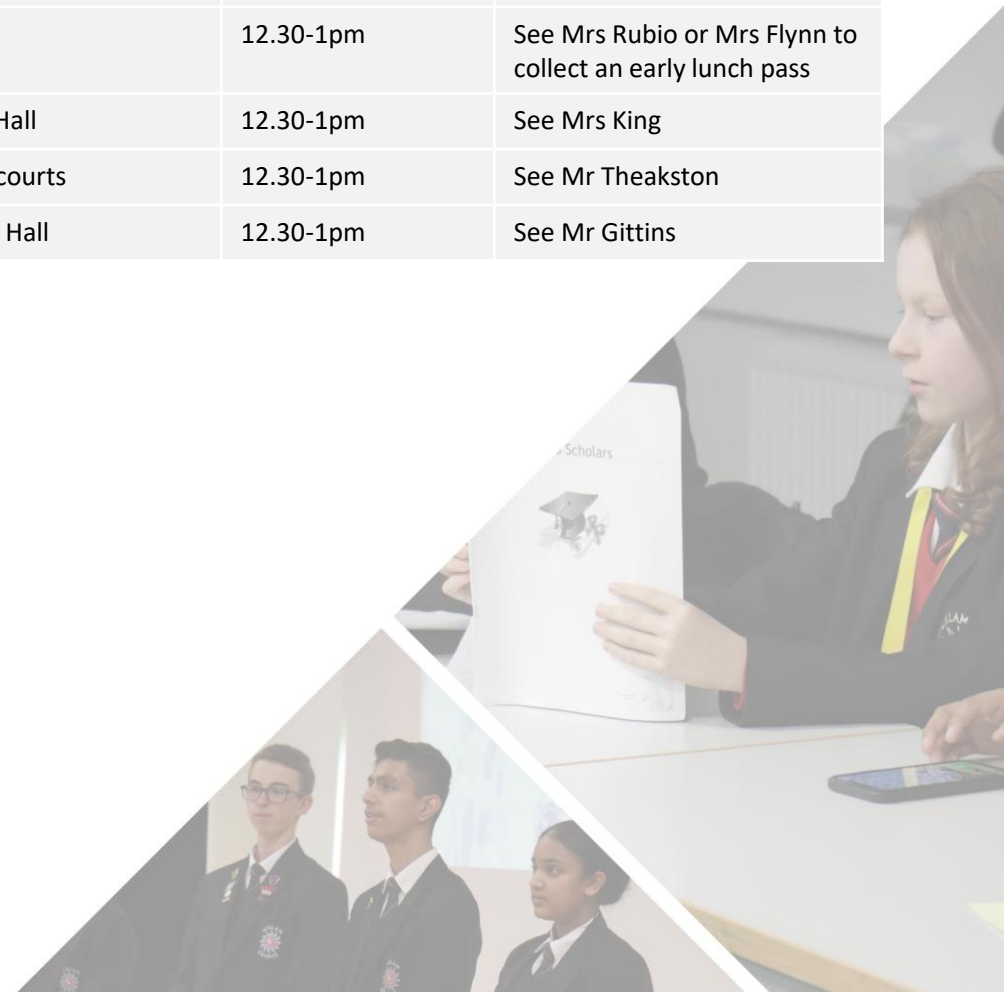 12.30-1pm See Mrs Rubio or Mrs Flynn to
collect an early lunch pass
Hall 12.30-1pm See Mrs King
courts 12.30-1pm See Mr Theakston
Hall 12.30-1pm See Mr Gittins
Scholars